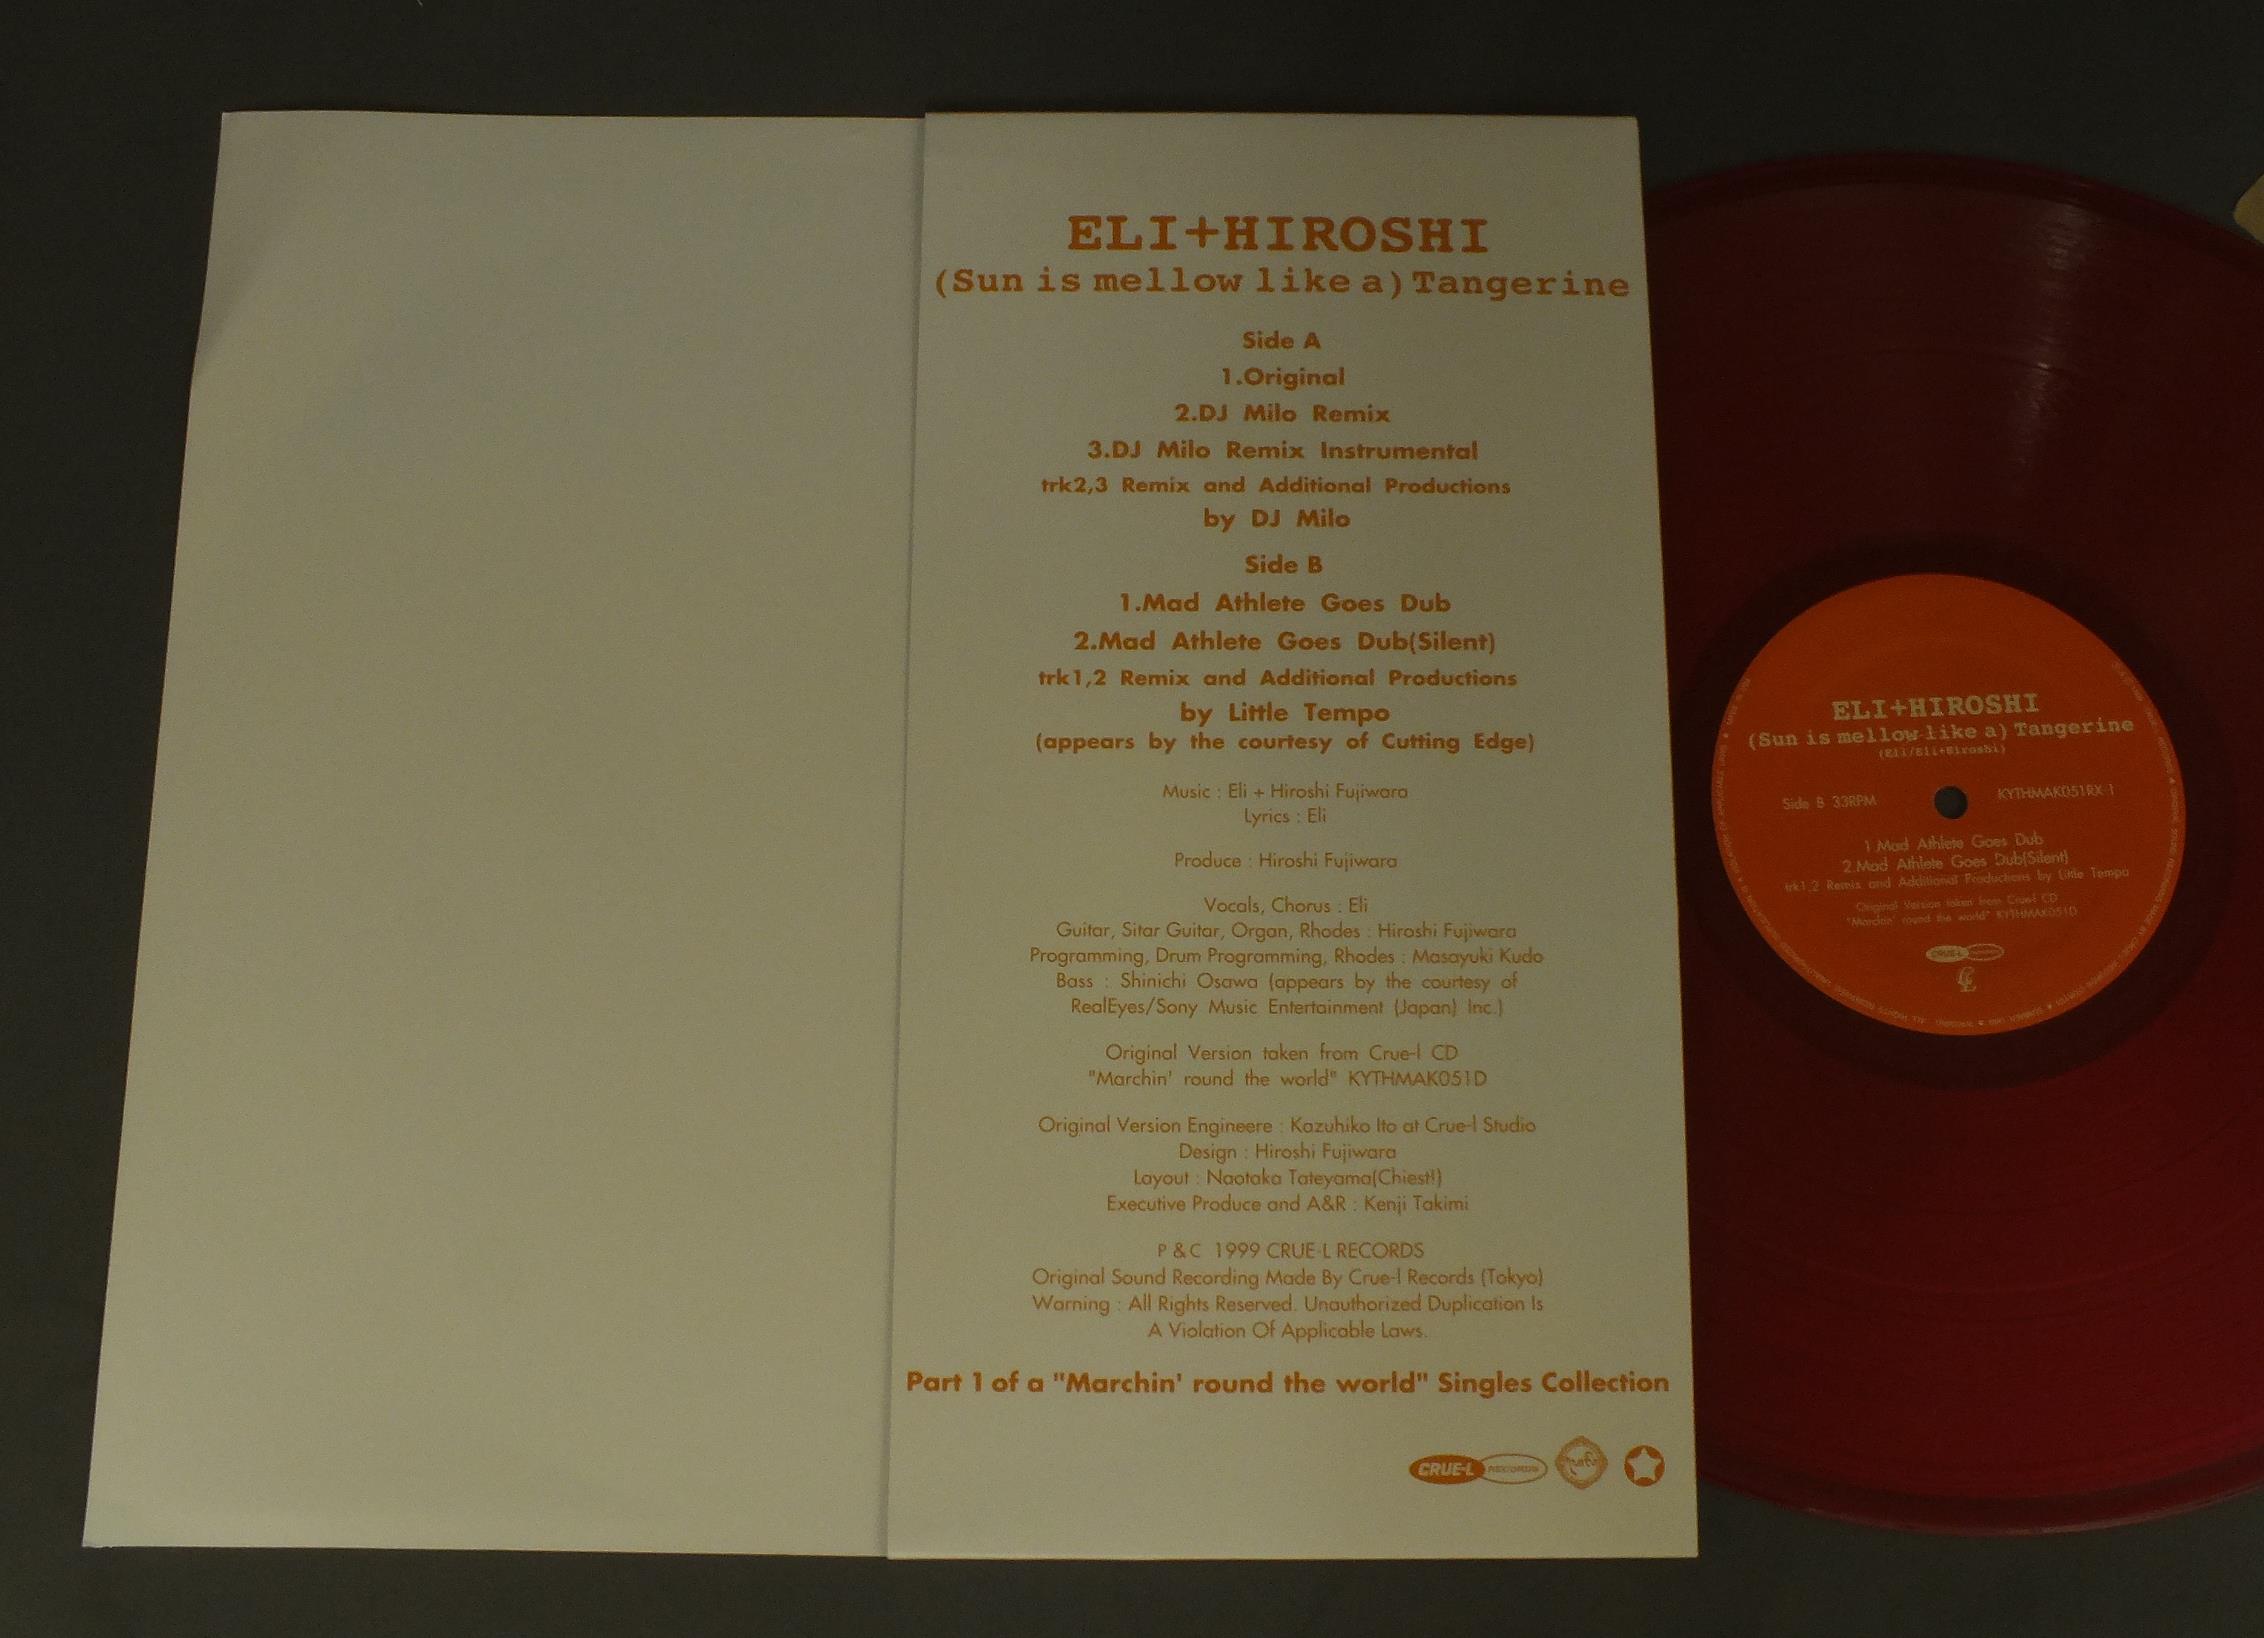 ELI+HIROSHI
(Sun is mellow like a) Tangerine
Side A
1.Original
2.DJ Milo Remix
3.DJ Milo Remix Instrumental
trk2,3 Remix and Additional Productions
by DJ Milo
Side B
1.Mad Athlete Goes Dub
2.Mad Athlete Goes Dub(Silent)
trk1,2 Remix and Additional Productions
by Little Tempo
(appears by the courtesy of Cutting Edge)
Music : Eli + Hiroshi Fujiwara
Lyrics : Eli
Produce : Hiroshi Fujiwara
Vocals, Chorus : Eli
Guitar, Sitar Guitar, Organ, Rhodes : Hiroshi Fujiwara
Programming, Drum Programming, Rhodes : Masayuki Kudo
Bass : Shinichi Osawa (appears by the courtesy of
RealEyes/Sony Music Entertainment (Japan) Inc.)
Original Version taken from Crue-l CD
"Marchin' round the world" KYTHMAK051D
Original Version Engineere : Kazuhiko Ito at Crue-l Studio
Design : Hiroshi Fujiwara
Layout : Naotaka Tateyama(Chiest!)
Executive Produce and A&R : Kenji Takimi
P & C 1999 CRUE-L RECORDS
Original Sound Recording Made By Crue-l Records (Tokyo)
Warning : All Rights Reserved. Unauthorized Duplication Is
A Violation Of Applicable Laws.
Part 1 of a "Marchin' round the world" Singles Collection
CRUE-L RECORDS
ELI+HIROSHI
(Sun is mellow like a) Tangerine
(Eli/Eli+Hiroshi)
Side B 33RPM
KYTHMAK051RX-1
1.Mad Athlete Goes Dub
2.Mad Athlete Goes Dub(Silent)
trk1,2 Remix and Additional Productions by Little Tempo
Original Version taken from Crue-l CD
"Marchin' round the world" KYTHMAK051D
CRUE-L